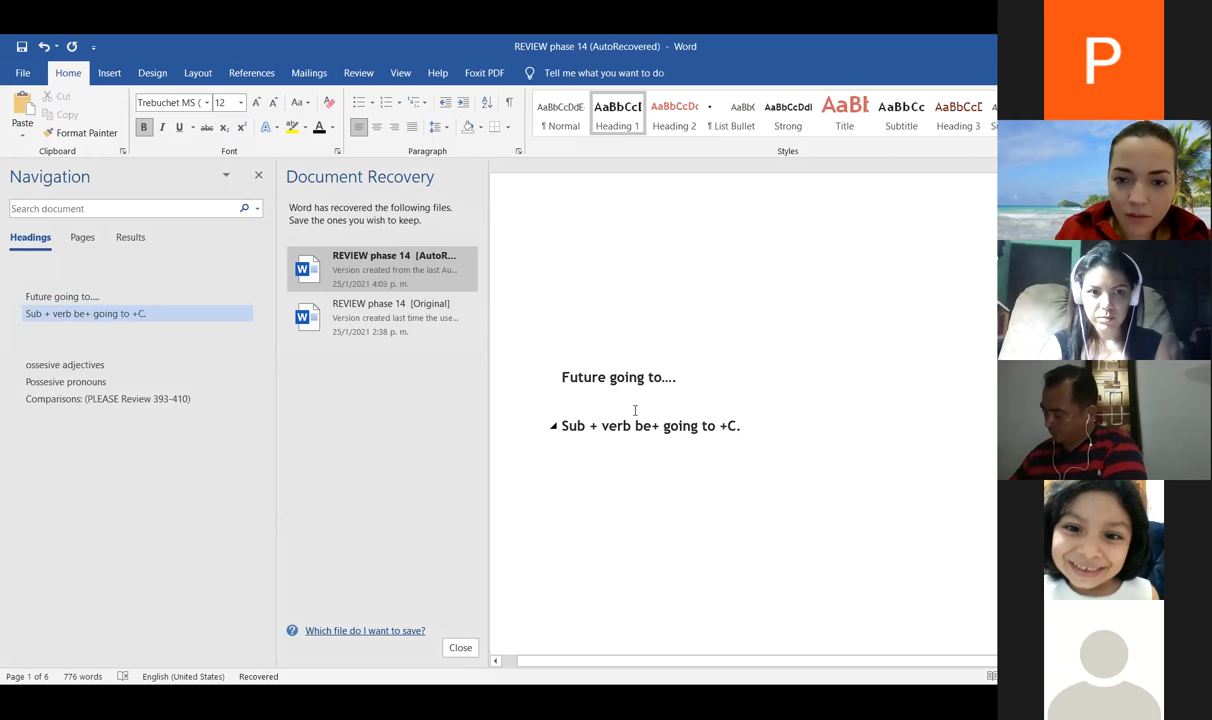 REVIEW phase 14 (AutoRecovered) - Word
File Home Insert Design Layout References Mailings Review View Help Foxit PDF Tell me what you want to do
Paste
Cut
Copy
Format Painter
Clipboard
Trebuchet MS ( 12
Font
Paragraph
AaBbCcDdE AaBbCcI AaBbCcDc AaBb( AaBbCcDdI AaBl AaBbCcD AaBbCcD
¶ Normal Heading 1 Heading 2 ¶ List Bullet Strong Title Subtitle Heading 3
Styles
Navigation
Search document
Headings Pages Results
Future going to....
Sub + verb be+ going to +C.
ossesive adjectives
Possesive pronouns
Comparisons: (PLEASE Review 393-410)
Document Recovery
Word has recovered the following files.
Save the ones you wish to keep.
REVIEW phase 14 [AutoR...
Version created from the last Au...
25/1/2021 4:03 p. m.
REVIEW phase 14 [Original]
Version created last time the use...
25/1/2021 2:38 p. m.
Which file do I want to save?
Close
Future going to....
Sub + verb be+ going to +C.
P
Page 1 of 6 776 words English (United States) Recovered